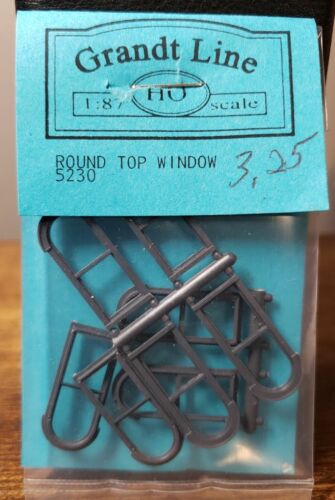 Grandt Line
1:87 HO scale
ROUND TOP WINDOW
5230
3,25